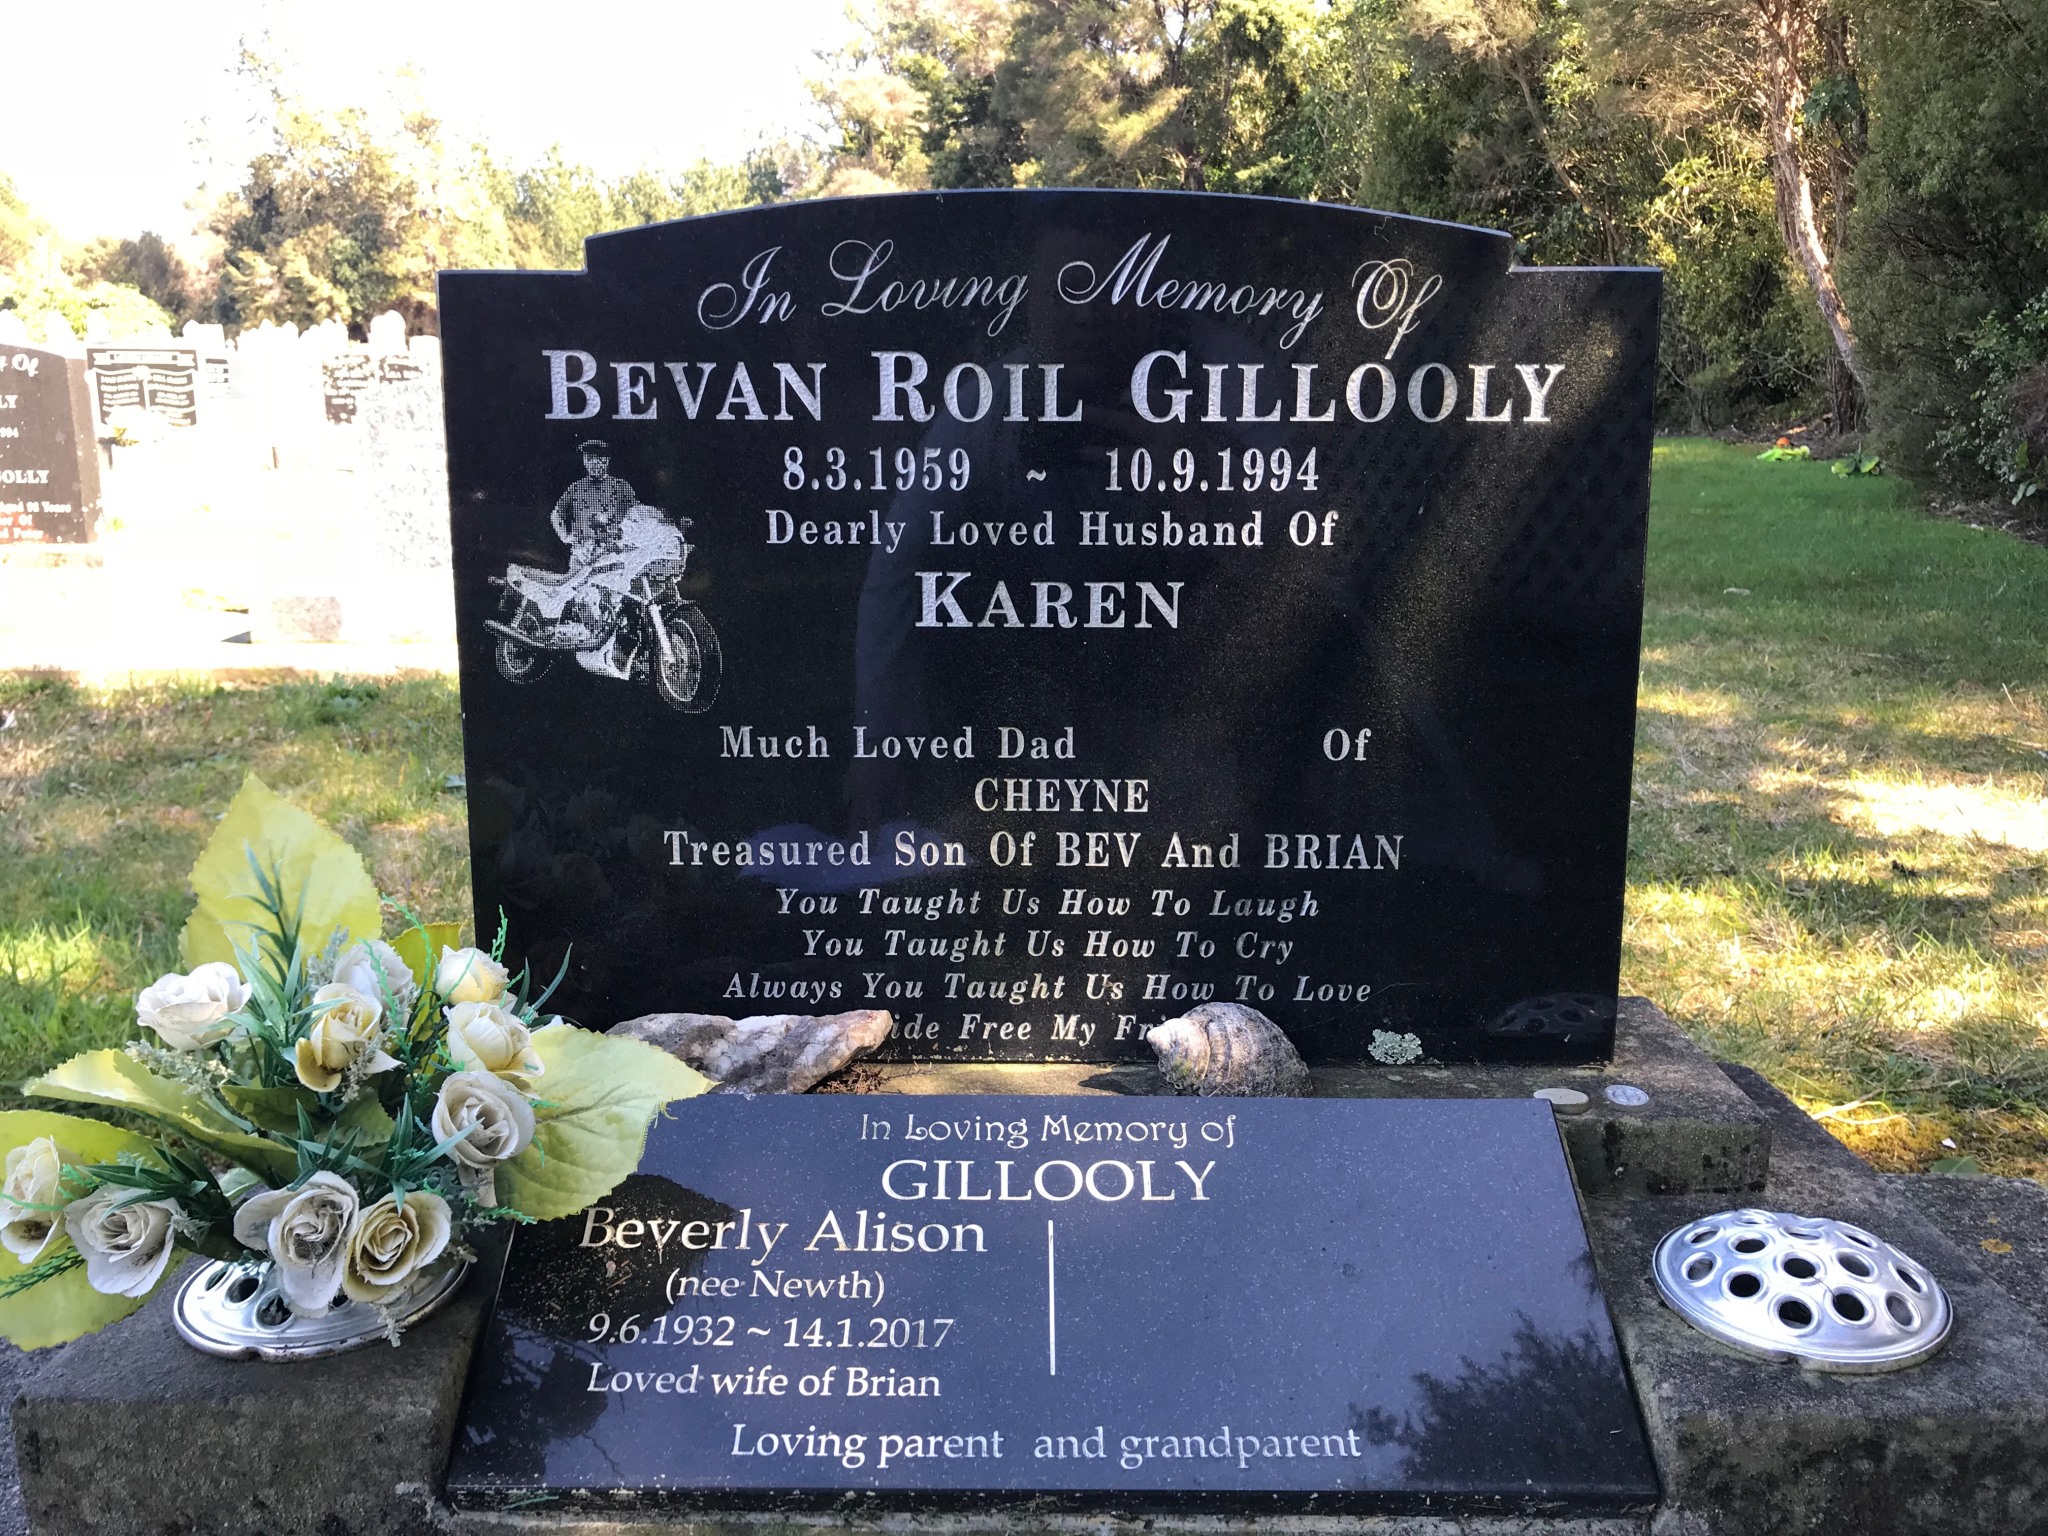 In Loving Memory Of
BEVAN ROIL GILLOOLY
8.3.1959 ~ 10.9.1994
Dearly Loved Husband Of
KAREN
Much Loved Dad Of
CHEYNE
Treasured Son Of BEV And BRIAN
You Taught Us How To Laugh
You Taught Us How To Cry
Always You Taught Us How To Love
Free My
In Loving Memory of
GILLOOLY
Beverly Alison
(nee Newth)
9.6.1932 ~ 14.1.2017
Loved wife of Brian
Loving parent and grandparent